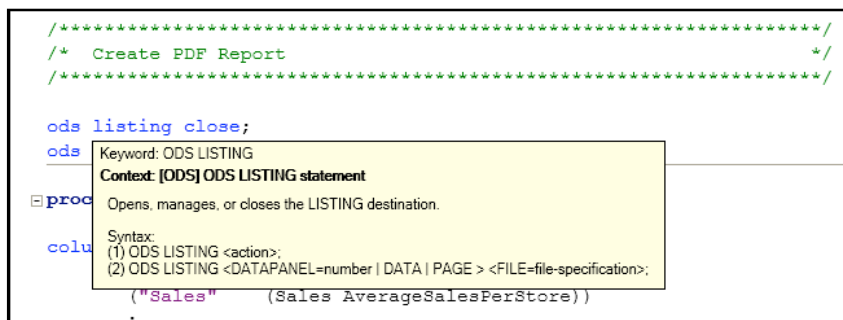 /*******************************************************************/
/*  Create PDF Report                                              */
/*******************************************************************/
ods listing close;
ods
Keyword: ODS LISTING
Context: [ODS] ODS LISTING statement
proc
Opens, manages, or closes the LISTING destination.
Syntax:
colu
(1) ODS LISTING <action>;
(2) ODS LISTING <DATAPANEL=number | DATA | PAGE > <FILE=file-specification>;
("Sales"    (Sales AverageSalesPerStore))
;